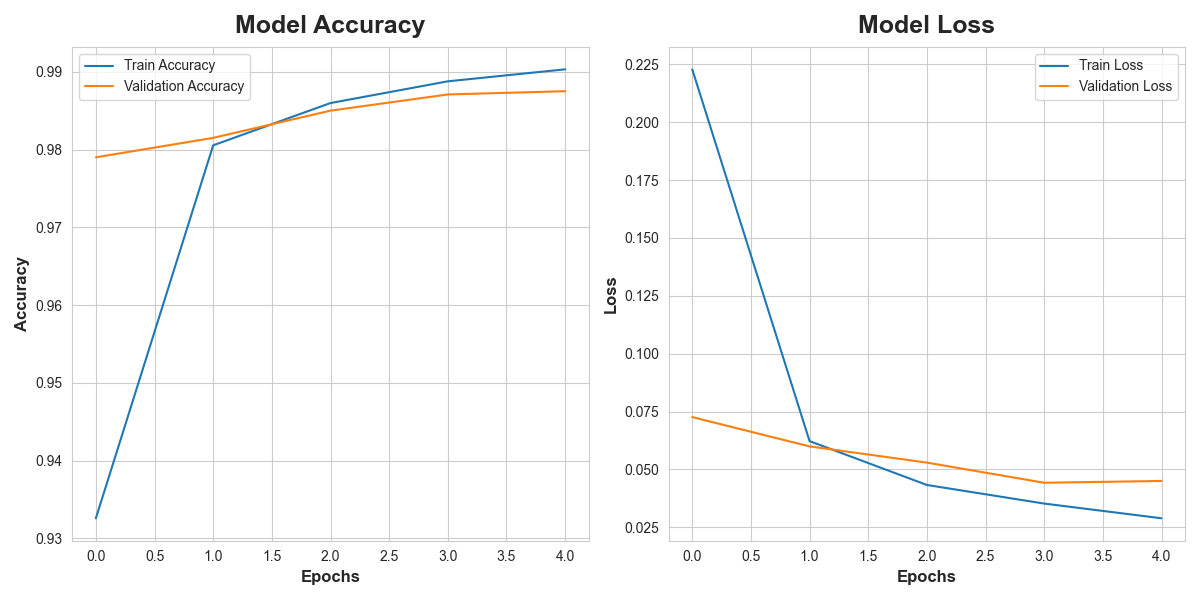 Model Accuracy
Train Accuracy
Validation Accuracy
0.99
0.98
0.97
0.96
0.95
0.94
0.93
Accuracy
0.0 0.5 1.0 1.5 2.0 2.5 3.0 3.5 4.0
Epochs
Model Loss
Train Loss
Validation Loss
0.225
0.200
0.175
0.150
0.125
0.100
0.075
0.050
0.025
Loss
0.0 0.5 1.0 1.5 2.0 2.5 3.0 3.5 4.0
Epochs